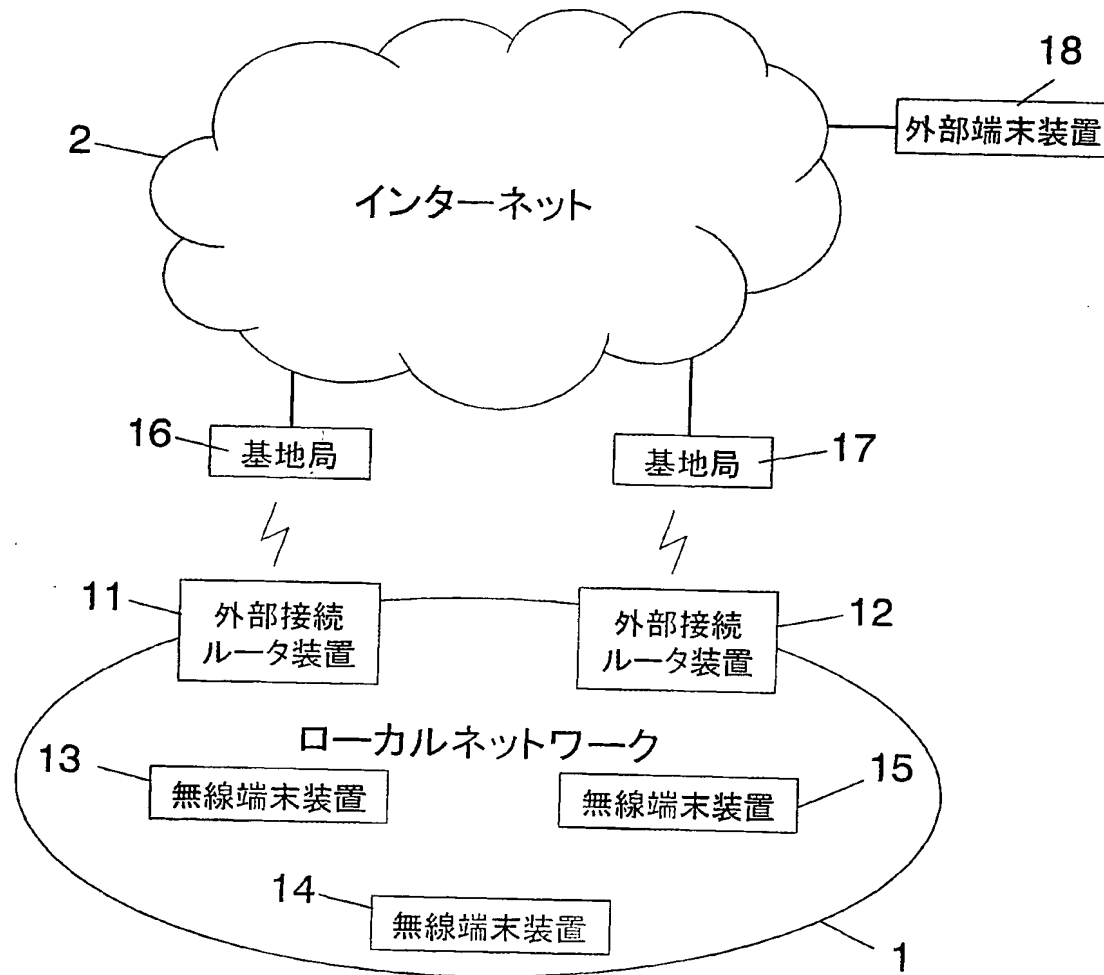 18
外部端末装置
2
インターネット
16
基地局
17
基地局
11
外部接続
ルータ装置
12
外部接続
ルータ装置
ローカルネットワーク
13
無線端末装置
15
無線端末装置
14
無線端末装置
1